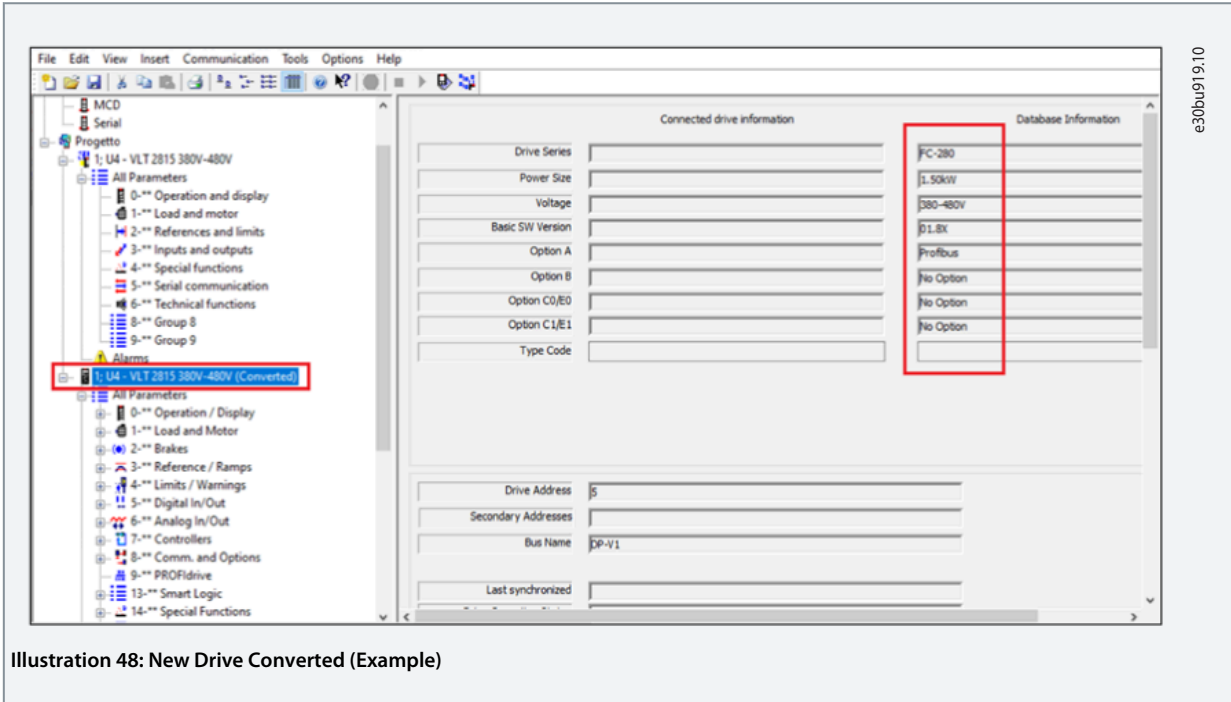 e30bu919.10
File Edit View Insert Communication Tools Options Help
MCD
Serial
Progetto
1; U4 - VLT 2815 380V-480V
All Parameters
0-** Operation and display
1-** Load and motor
2-** References and limits
3-** Inputs and outputs
4-** Special functions
5-** Serial communication
6-** Technical functions
8-** Group 8
9-** Group 9
Alarms
1; U4 - VLT 2815 380V-480V (Converted)
All Parameters
0-** Operation / Display
1-** Load and Motor
2-** Brakes
3-** Reference / Ramps
4-** Limits / Warnings
5-** Digital In/Out
6-** Analog In/Out
7-** Controllers
8-** Comm. and Options
9-** PROFIdrive
13-** Smart Logic
14-** Special Functions
Connected drive information Database Information
Drive Series FC-280
Power Size 1.50kW
Voltage 380-480V
Basic SW Version 01.8X
Option A Profibus
Option B No Option
Option C0/E0 No Option
Option C1/E1 No Option
Type Code
Drive Address 5
Secondary Addresses
Bus Name DP-V1
Last synchronized
Illustration 48: New Drive Converted (Example)